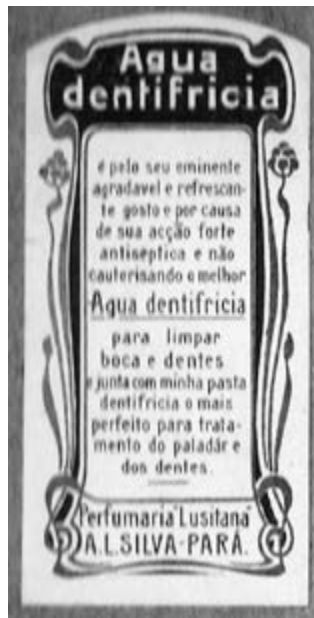 Agua
dentifricia
é pelo seu eminente
agradavel e refrescan-
te gosto e por causa
de sua acção forte
antiseptica e não
cauterisando o melhor
Agua dentifricia
para limpar
boca e dentes
e junta com minha pasta
dentifricia o mais
perfeito para trata-
mento do paladár e
dos dentes.
Perfumaria "Lusitana"
A.L.SILVA-PARÁ.